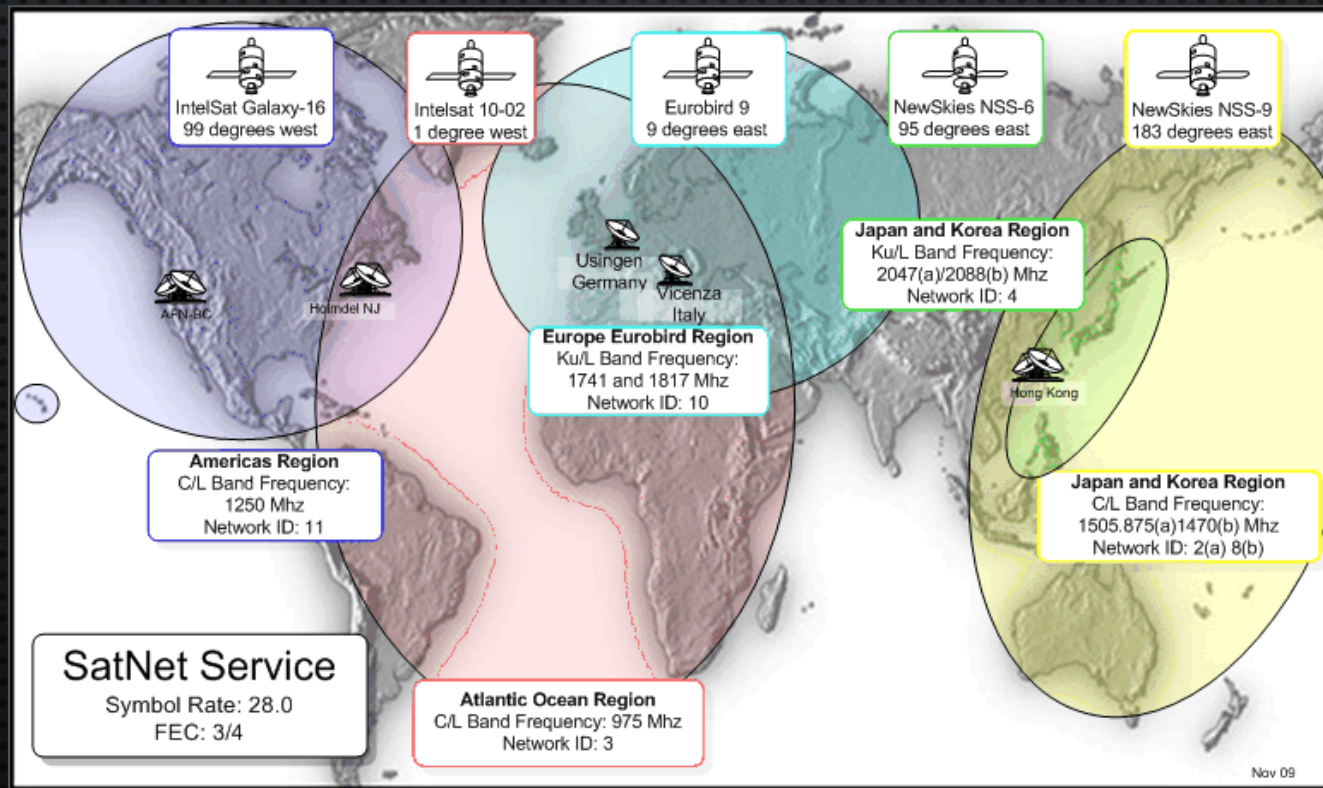 IntelSat Galaxy-16
99 degrees west
Intelsat 10-02
1 degree west
Eurobird 9
9 degrees east
NewSkies NSS-6
95 degrees east
NewSkies NSS-9
183 degrees east
AFN-BC
Holmdel NJ
Usingen
Germany
Vicenza
Italy
Japan and Korea Region
Ku/L Band Frequency:
2047(a)/2088(b) Mhz
Network ID: 4
Europe Eurobird Region
Ku/L Band Frequency:
1741 and 1817 Mhz
Network ID: 10
Hong Kong
Americas Region
C/L Band Frequency:
1250 Mhz
Network ID: 11
Japan and Korea Region
C/L Band Frequency:
1505.875(a)1470(b) Mhz
Network ID: 2(a) 8(b)
SatNet Service
Symbol Rate: 28.0
FEC: 3/4
Atlantic Ocean Region
C/L Band Frequency: 975 Mhz
Network ID: 3
Nov 09